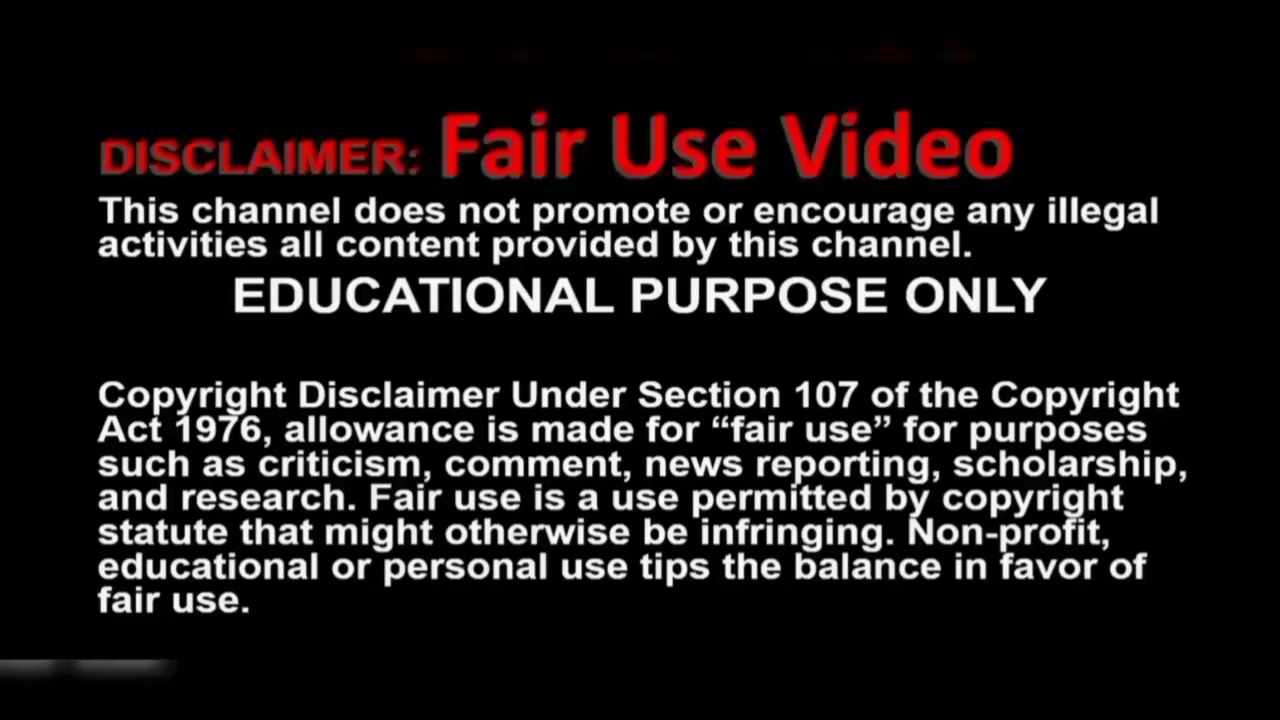 DISCLAIMER: Fair Use Video
This channel does not promote or encourage any illegal
activities all content provided by this channel.
EDUCATIONAL PURPOSE ONLY
Copyright Disclaimer Under Section 107 of the Copyright
Act 1976, allowance is made for “fair use” for purposes
such as criticism, comment, news reporting, scholarship,
and research. Fair use is a use permitted by copyright
statute that might otherwise be infringing. Non-profit,
educational or personal use tips the balance in favor of
fair use.